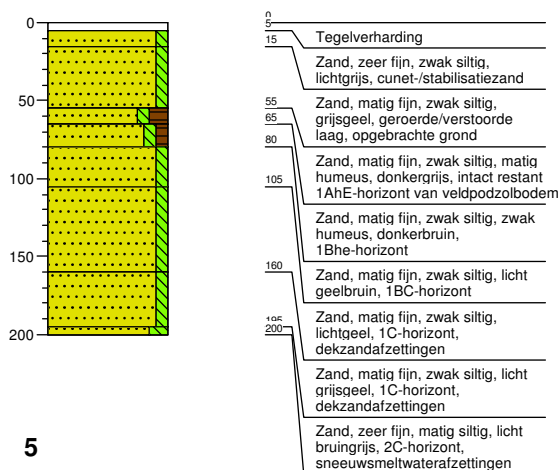 0
50
100
150
200
5
0
5
15
55
65
80
105
160
195
200
Tegelverharding
Zand, zeer fijn, zwak siltig,
lichtgrijs, cunet-/stabilisatiezand
Zand, matig fijn, zwak siltig,
grijsgeel, geroerde/verstoorde
laag, opgebrachte grond
Zand, matig fijn, zwak siltig, matig
humeus, donkergrijs, intact restant
1AhE-horizont van veldpodzolbodem
Zand, matig fijn, zwak siltig, zwak
humeus, donkerbruin,
1Bhe-horizont
Zand, matig fijn, zwak siltig, licht
geelbruin, 1BC-horizont
Zand, matig fijn, zwak siltig,
lichtgeel, 1C-horizont,
dekzandafzettingen
Zand, matig fijn, zwak siltig, licht
grijsgeel, 1C-horizont,
dekzandafzettingen
Zand, zeer fijn, matig siltig, licht
bruingrijs, 2C-horizont,
sneeuwsmeltwaterafzettingen